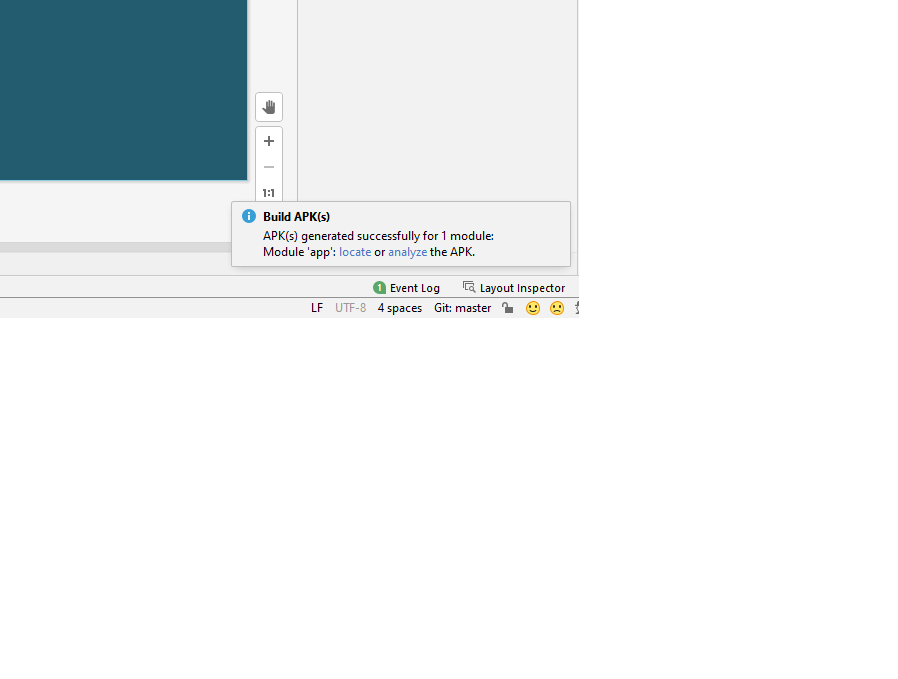 1:1
Build APK(s)
APK(s) generated successfully for 1 module:
Module 'app': locate or analyze the APK.
1 Event Log Layout Inspector
LF UTF-8 4 spaces Git: master